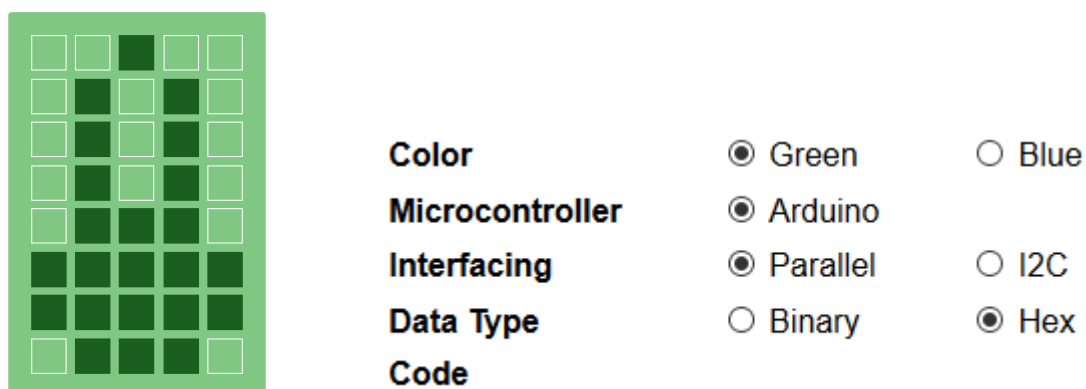 Color Green Blue
Microcontroller Arduino
Interfacing Parallel I2C
Data Type Binary Hex
Code